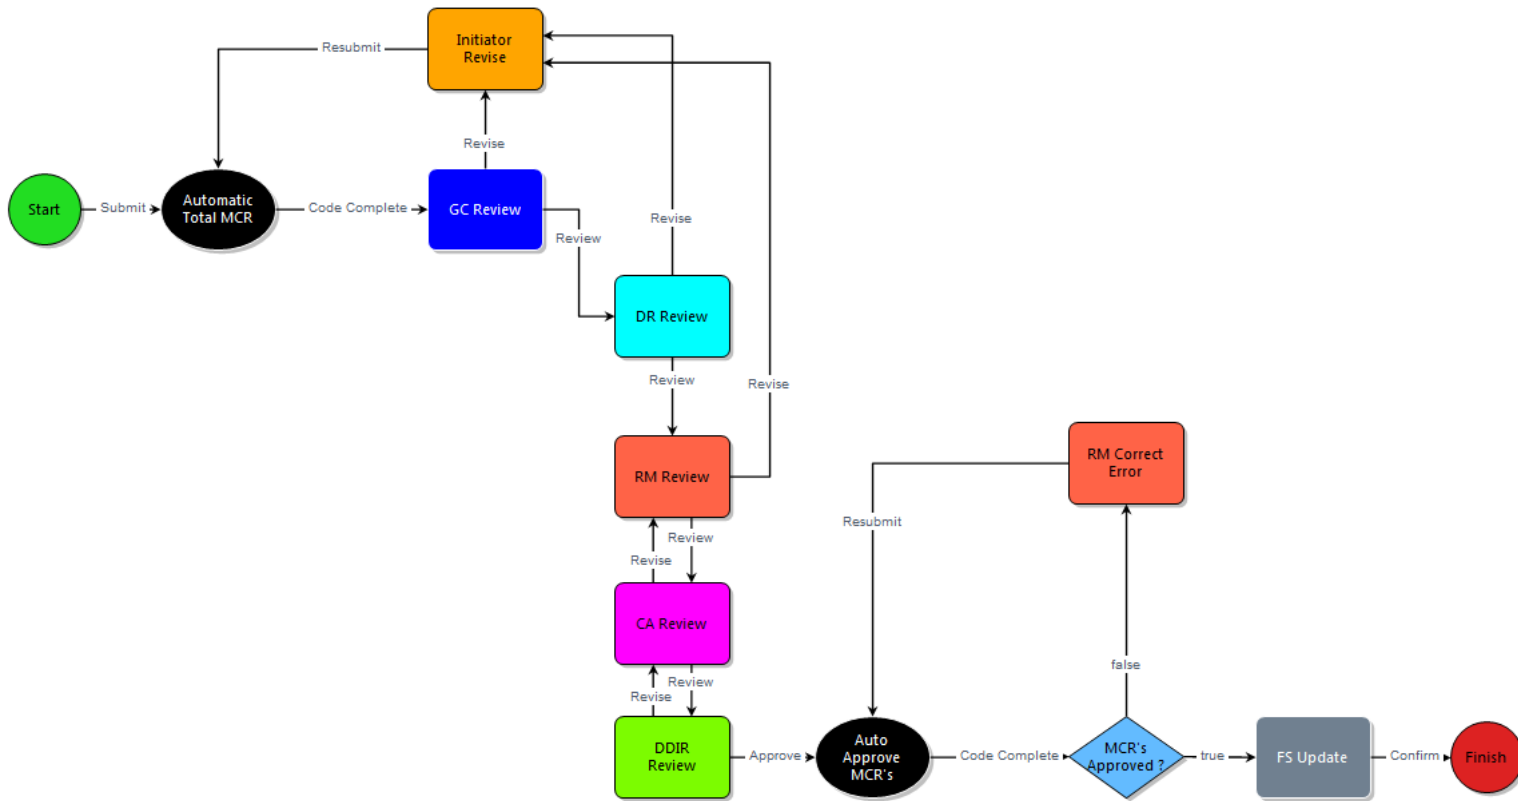 Initiator
Revise
Resubmit
Revise
Start
Submit
Automatic
Total MCR
Code Complete
GC Review
Review
Revise
DR Review
Review
Revise
RM Review
Review
Revise
CA Review
Review
Revise
DDIR
Review
Approve
RM Correct
Error
Resubmit
false
Auto
Approve
MCR's
Code Complete
MCR's
Approved ?
true
FS Update
Confirm
Finish